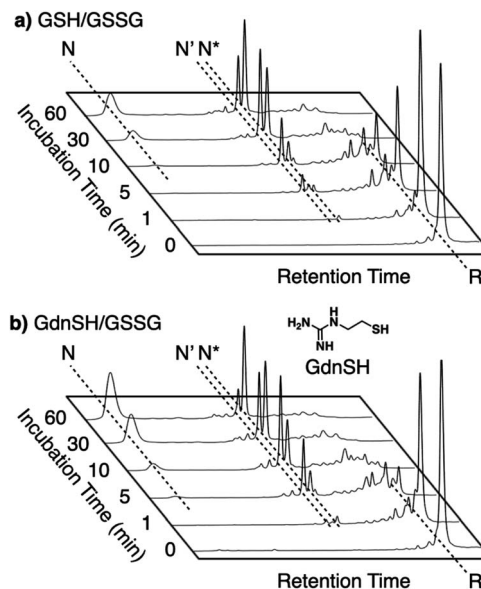 a) GSH/GSSG
N
N' N*
60
30
10
5
1
0
Incubation Time (min)
Retention Time
R
b) GdnSH/GSSG
H
H₂N
N
SH
NH
GdnSH
N
N' N*
60
30
10
5
1
0
Incubation Time (min)
Retention Time
R